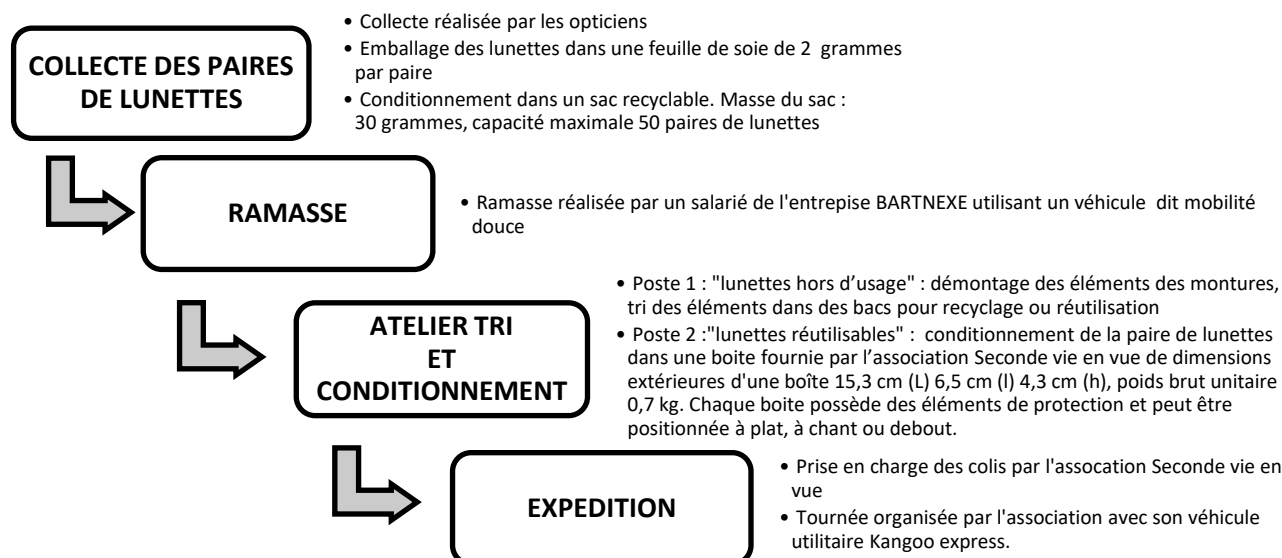 • Collecte réalisée par les opticiens
• Emballage des lunettes dans une feuille de soie de 2 grammes
par paire
• Conditionnement dans un sac recyclable. Masse du sac :
30 grammes, capacité maximale 50 paires de lunettes
COLLECTE DES PAIRES
DE LUNETTES
RAMASSE
• Ramasse réalisée par un salarié de l'entrepise BARTNEXE utilisant un véhicule dit mobilité
douce
• Poste 1 : "lunettes hors d’usage" : démontage des éléments des montures,
tri des éléments dans des bacs pour recyclage ou réutilisation
• Poste 2 :"lunettes réutilisables" : conditionnement de la paire de lunettes
dans une boite fournie par l’association Seconde vie en vue de dimensions
extérieures d'une boîte 15,3 cm (L) 6,5 cm (l) 4,3 cm (h), poids brut unitaire
0,7 kg. Chaque boite possède des éléments de protection et peut être
positionnée à plat, à chant ou debout.
ATELIER TRI
ET
CONDITIONNEMENT
EXPEDITION
• Prise en charge des colis par l'assocation Seconde vie en
vue
• Tournée organisée par l'association avec son véhicule
utilitaire Kangoo express.